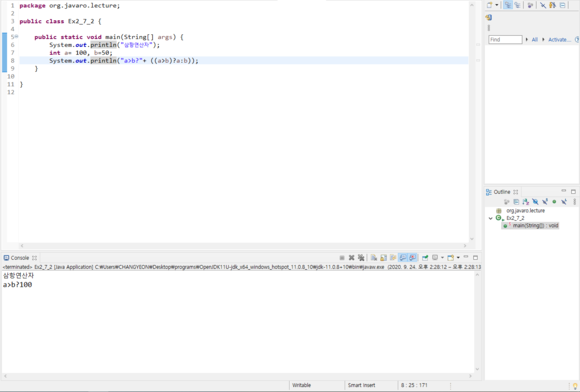 1 package org.javaro.lecture;
2
3 public class Ex2_7_2 {
4
5 public static void main(String[] args) {
6 System.out.println("삼항연산자");
7 int a= 100, b=50;
8 System.out.println("a>b?"+ ((a>b)?a:b));
9 }
10
11 }
12
Find
All
Activate...
Outline
org.javaro.lecture
Ex2_7_2
main(String[]) : void
Console
<terminated> Ex2_7_2 [Java Application] C:₩Users₩CHANGYEON₩Desktop₩programs₩OpenJDK11U-jdk_x64_windows_hotspot_11.0.8_10₩jdk-11.0.8+10₩bin₩javaw.exe (2020. 9. 24. 오후 2:28:12 – 오후 2:28:13
삼항연산자
a>b?100
Writable
Smart Insert
8 : 25 : 171